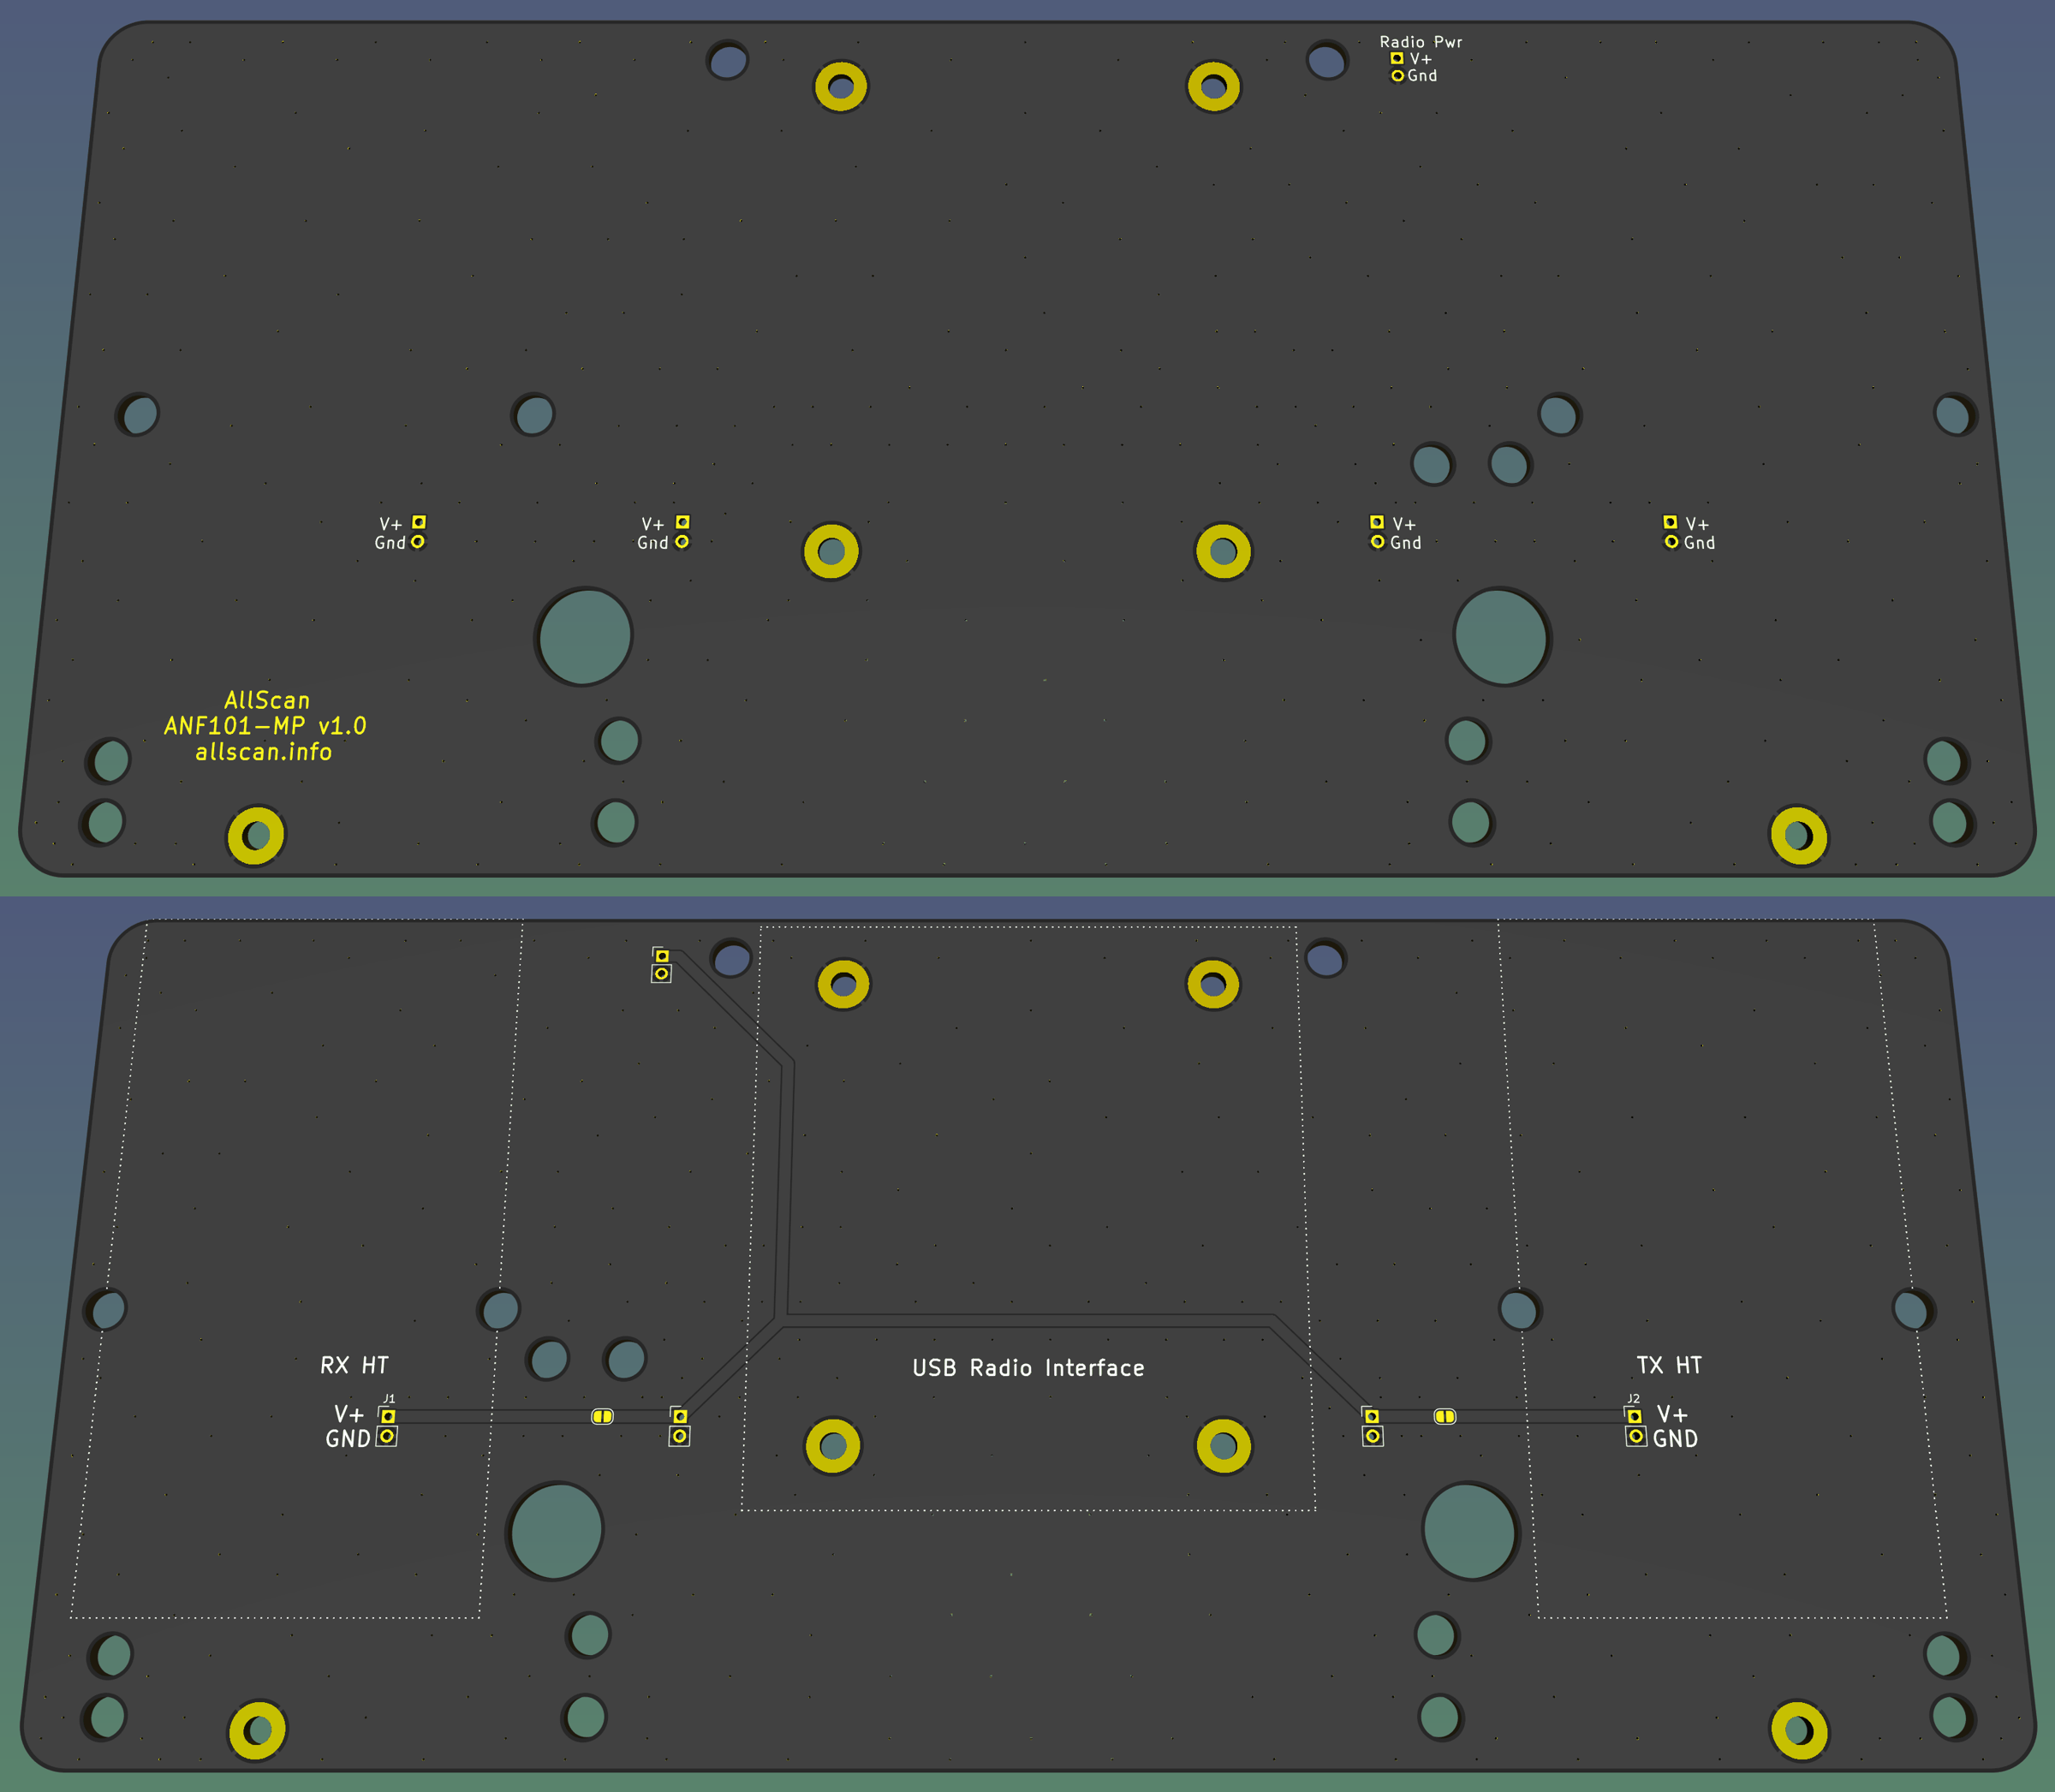 Radio Pwr
V+
Gnd
V+
Gnd
V+
Gnd
V+
Gnd
V+
Gnd
AllScan
ANF101-MP v1.0
allscan.info
RX HT
J1
V+
GND
USB Radio Interface
TX HT
J2
V+
GND